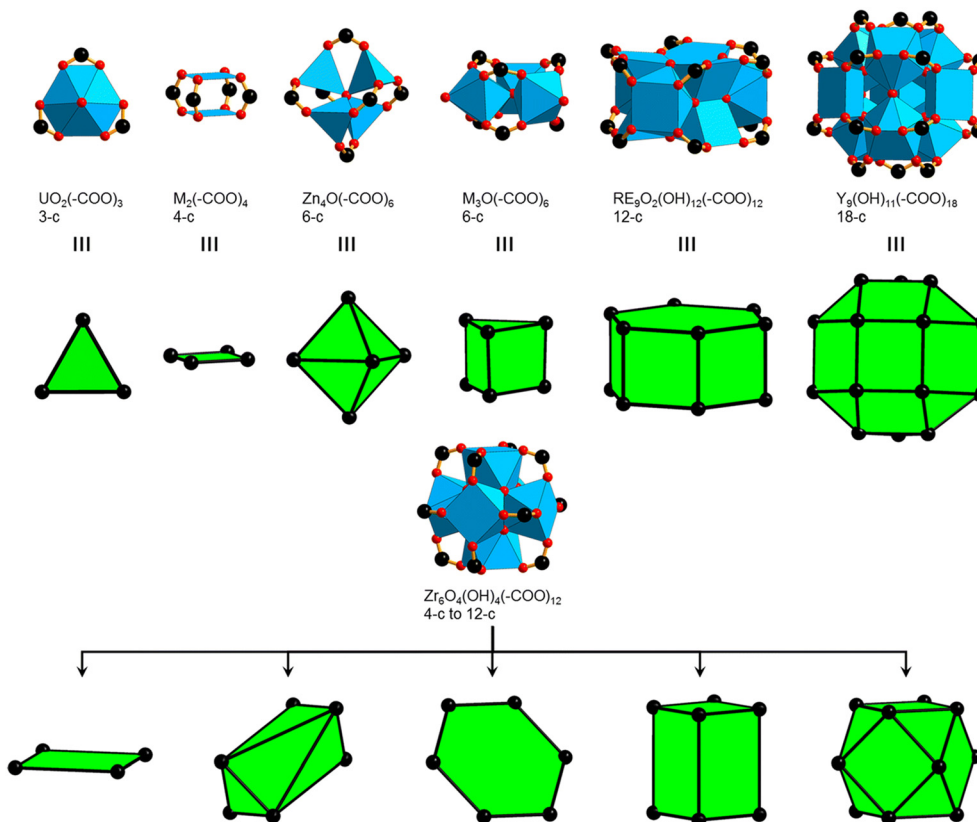 UO₂(-COO)₃
3-c
M₂(-COO)₄
4-c
Zn₄O(-COO)₆
6-c
M₃O(-COO)₆
6-c
RE₉O₂(OH)₁₂(-COO)₁₂
12-c
Y₉(OH)₁₁(-COO)₁₈
18-c
Zr₆O₄(OH)₄(-COO)₁₂
4-c to 12-c